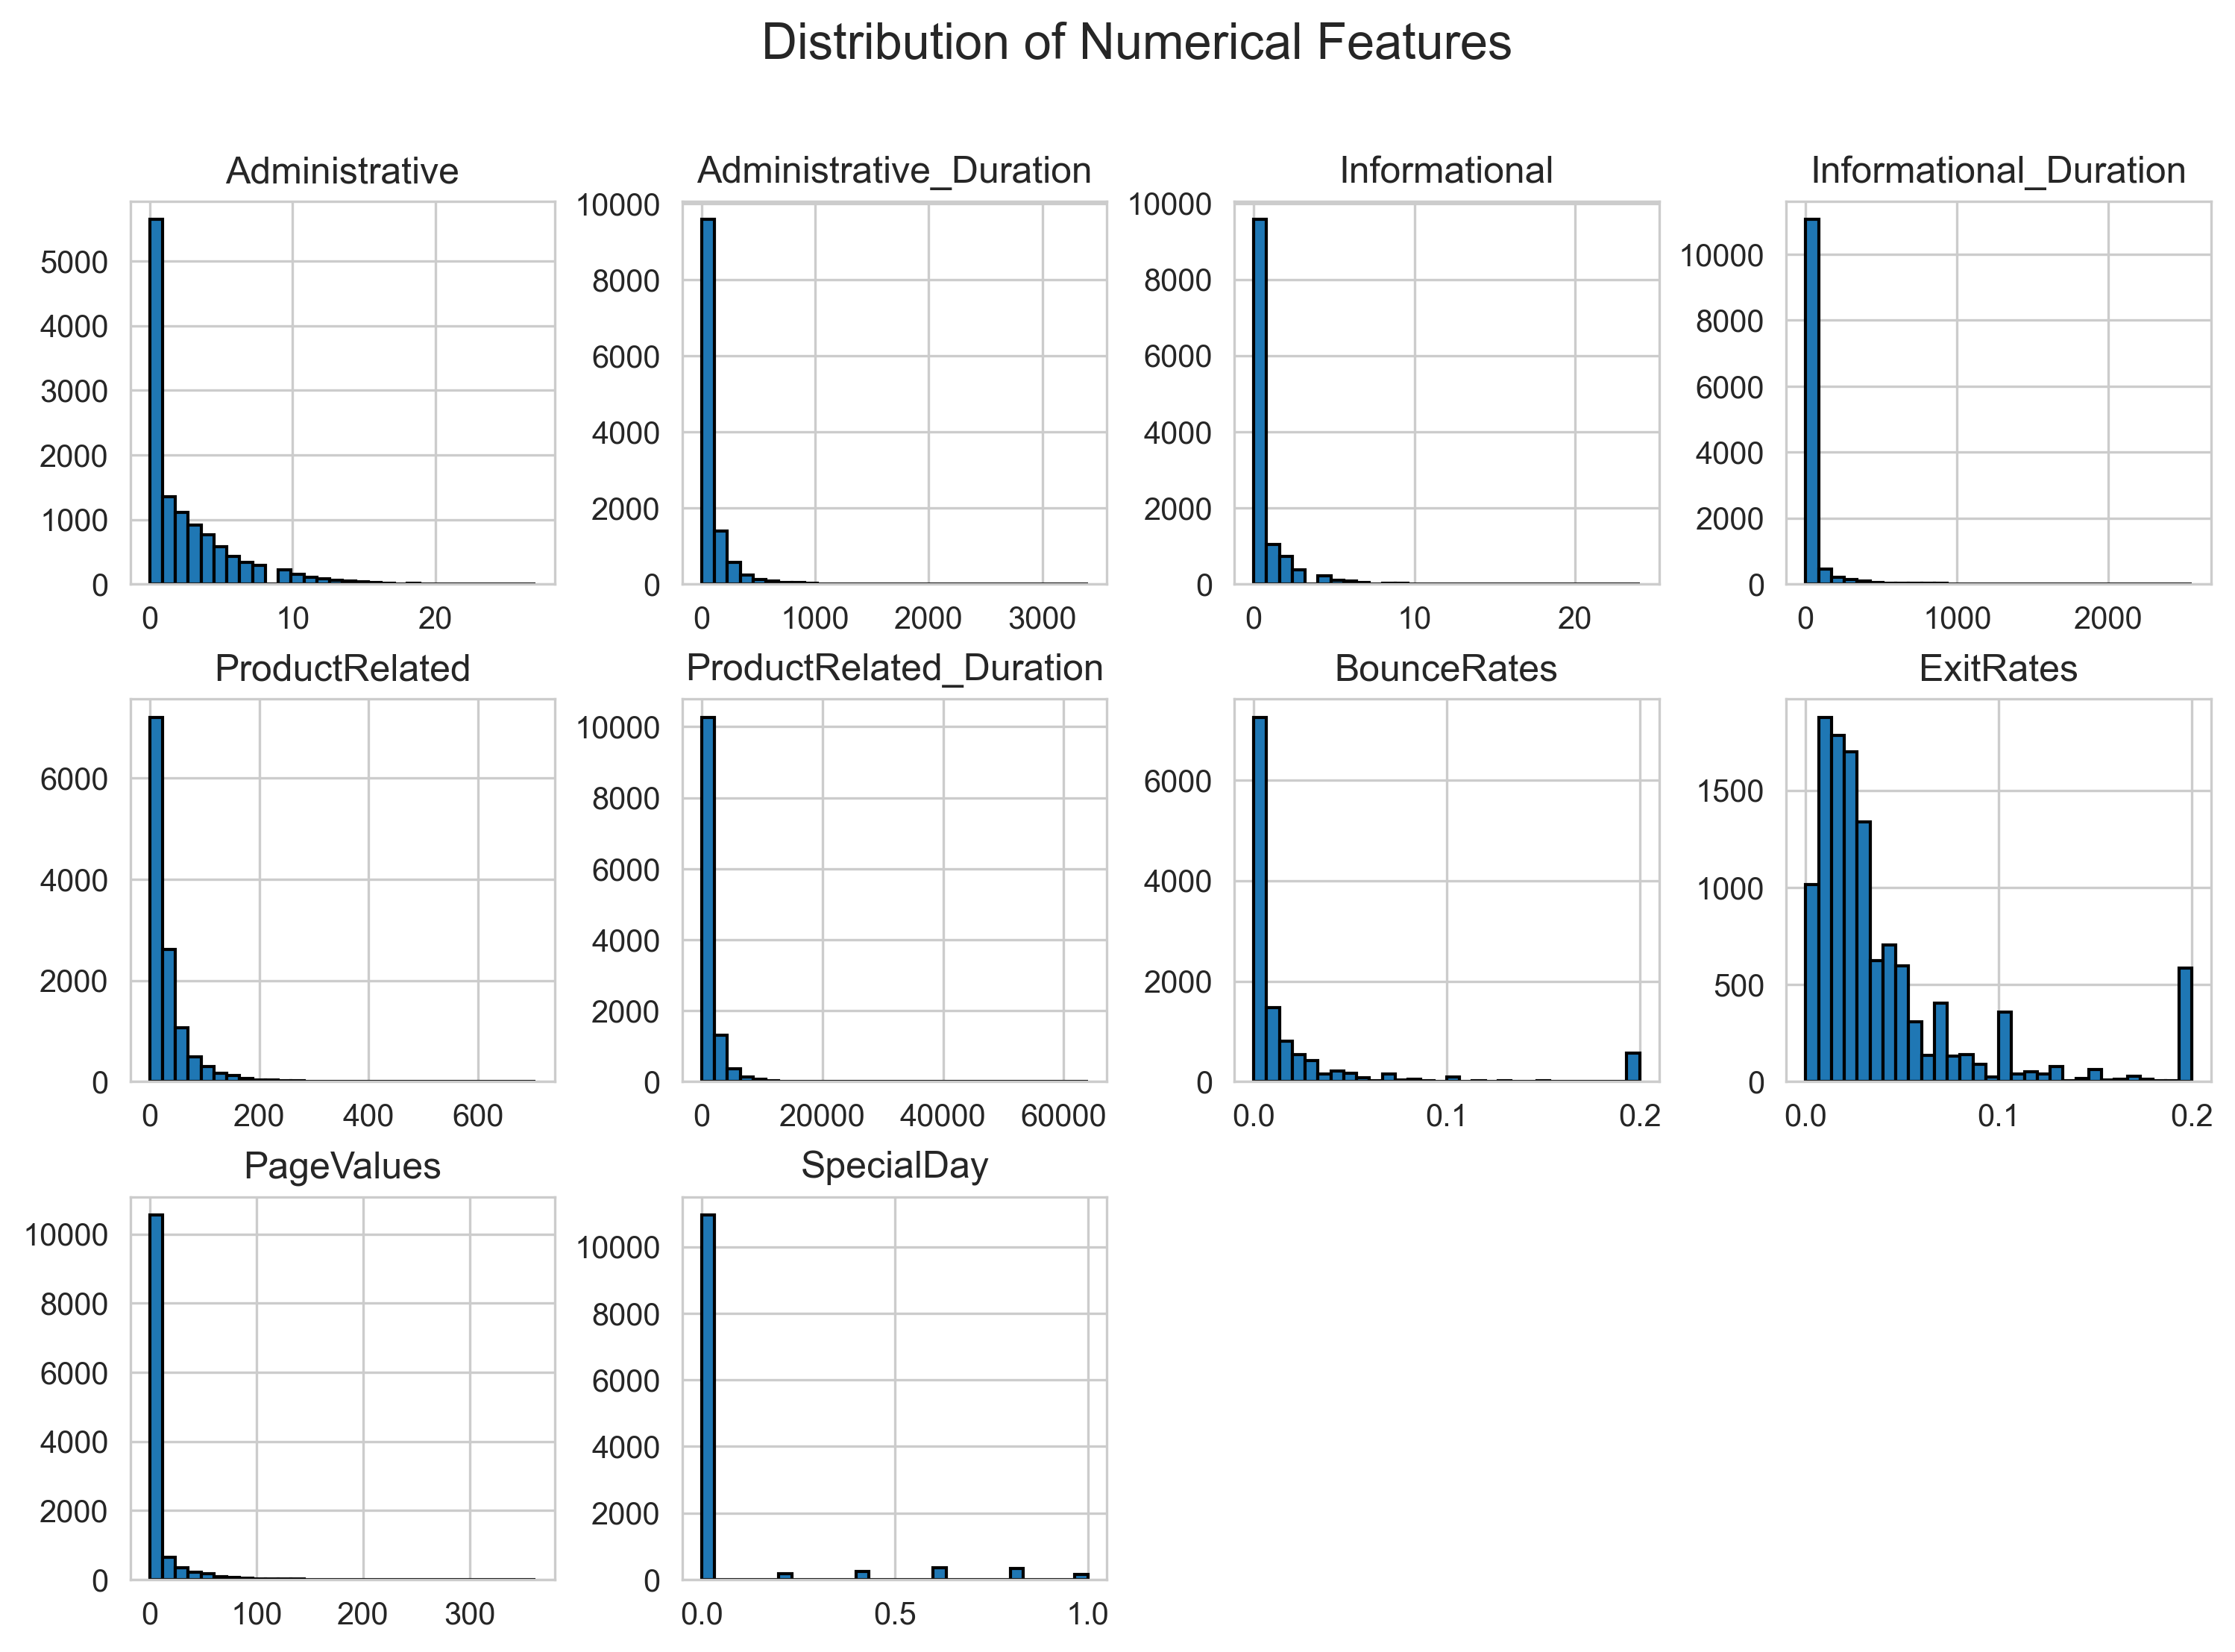 Distribution of Numerical Features
Administrative
Administrative_Duration
Informational
Informational_Duration
5000
4000
3000
2000
1000
0
0 10 20
10000
8000
6000
4000
2000
0
0 1000 2000 3000
10000
8000
6000
4000
2000
0
0 10 20
10000
8000
6000
4000
2000
0
0 1000 2000
ProductRelated
ProductRelated_Duration
BounceRates
ExitRates
6000
4000
2000
0
0 200 400 600
10000
8000
6000
4000
2000
0
0 20000 40000 60000
6000
4000
2000
0
0.0 0.1 0.2
1500
1000
500
0
0.0 0.1 0.2
PageValues
SpecialDay
10000
8000
6000
4000
2000
0
0 100 200 300
10000
8000
6000
4000
2000
0
0.0 0.5 1.0